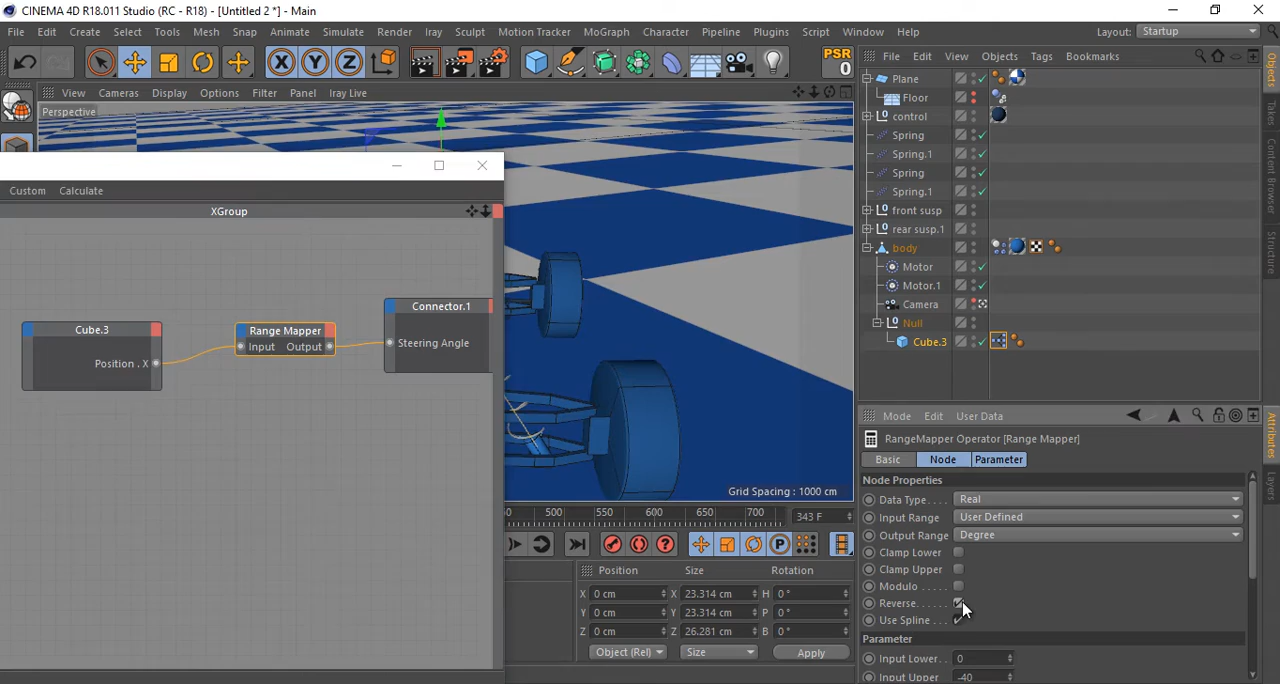 CINEMA 4D R18.011 Studio (RC - R18) - [Untitled 2 *] - Main
File Edit Create Select Tools Mesh Snap Animate Simulate Render Iray Sculpt Motion Tracker MoGraph Character Pipeline Plugins Script Window Help Layout: Startup
X Y Z PSR 0
File Edit View Objects Tags Bookmarks
View Cameras Display Options Filter Panel Iray Live
Perspective
Custom Calculate
XGroup
Cube.3
Position . X
Range Mapper
Input Output
Connector.1
Steering Angle
Grid Spacing : 1000 cm
500 550 600 650 700 750
343 F
P
Position Size Rotation
X 0 cm X 23.314 cm H 0 °
Y 0 cm Y 23.314 cm P 0 °
Z 0 cm Z 26.281 cm B 0 °
Object (Rel) Size Apply
Plane
Floor
control
Spring
Spring.1
Spring
Spring.1
front susp
rear susp.1
body
Motor
Motor.1
Camera
Null
Cube.3
Objects
Takes
Content Browser
Structure
Attributes
Layers
Mode Edit User Data
RangeMapper Operator [Range Mapper]
Basic Node Parameter
Node Properties
Data Type. . . . Real
Input Range User Defined
Output Range Degree
Clamp Lower
Clamp Upper
Modulo . . . . .
Reverse. . . . . .
Use Spline . . .
Parameter
Input Lower. . 0
Input Upper -40